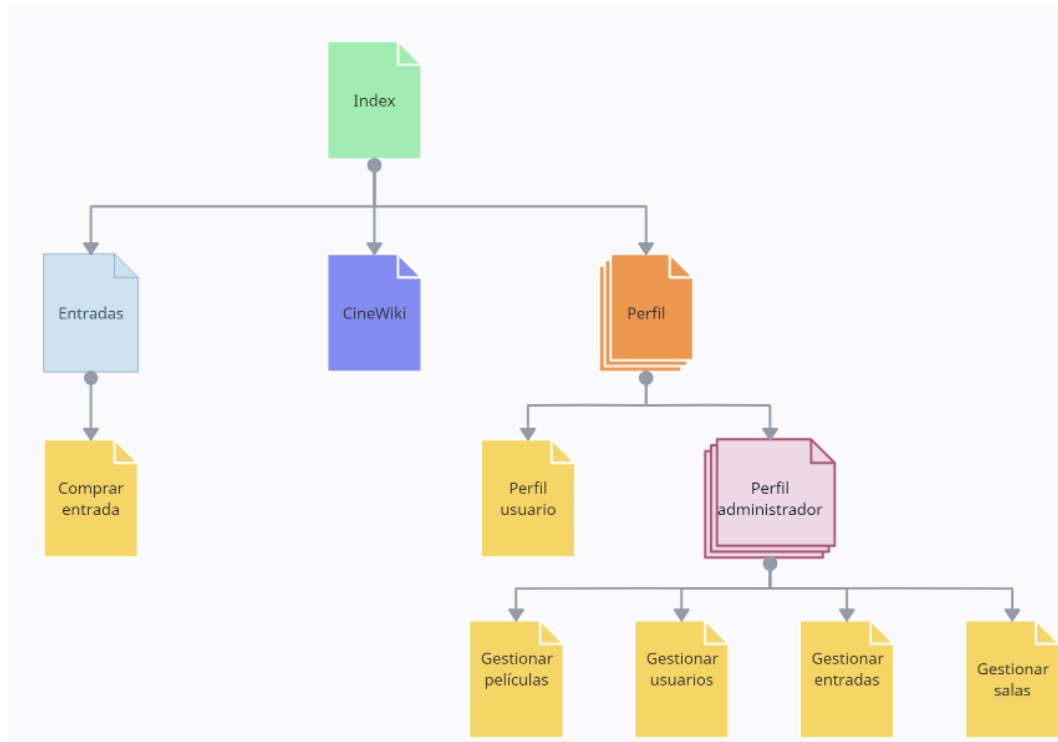 Index
Entradas
CineWiki
Perfil
Comprar
entrada
Perfil
usuario
Perfil
administrador
Gestionar
películas
Gestionar
usuarios
Gestionar
entradas
Gestionar
salas